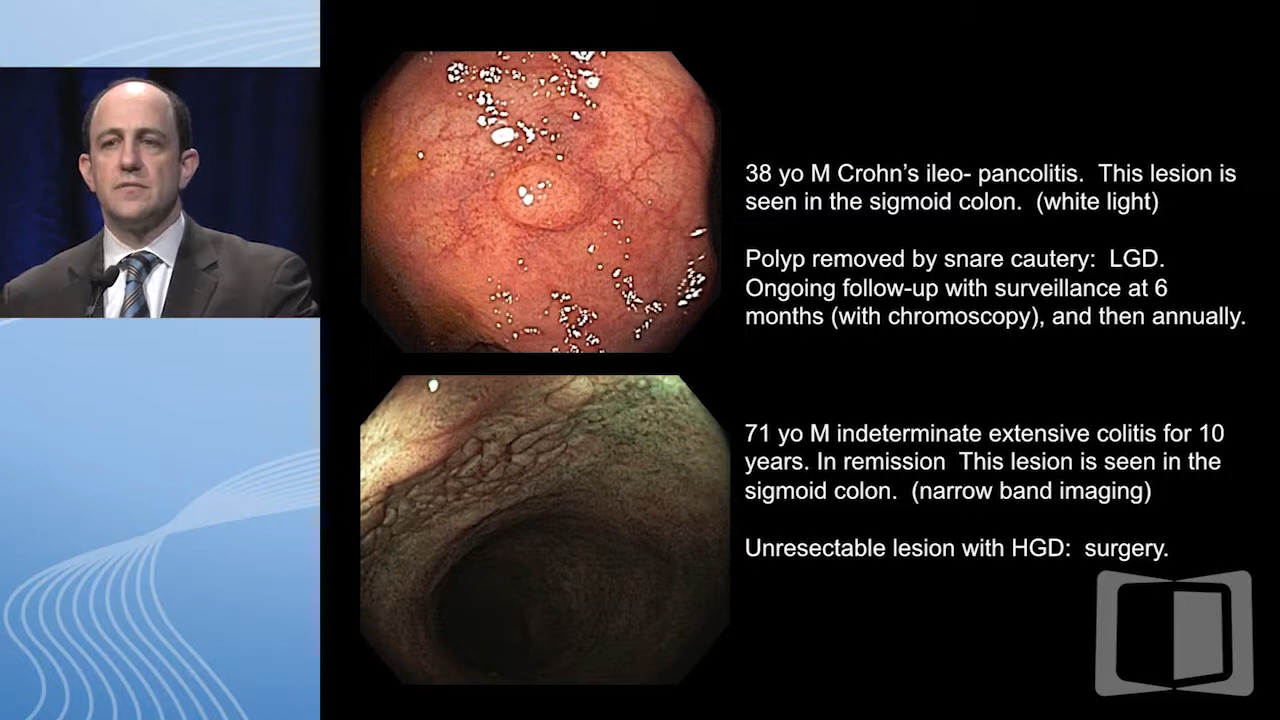 38 yo M Crohn's ileo- pancolitis.  This lesion is
seen in the sigmoid colon.  (white light)
Polyp removed by snare cautery:  LGD.
Ongoing follow-up with surveillance at 6
months (with chromoscopy), and then annually.
71 yo M indeterminate extensive colitis for 10
years. In remission  This lesion is seen in the
sigmoid colon.  (narrow band imaging)
Unresectable lesion with HGD:  surgery.